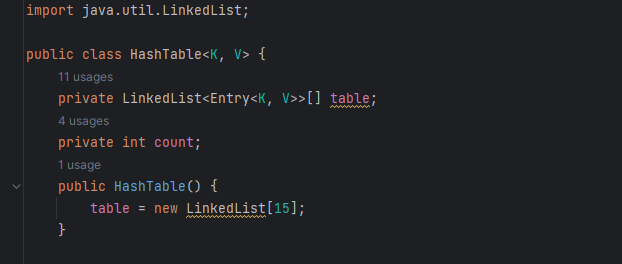 import java.util.LinkedList;
public class HashTable<K, V> {
11 usages
private LinkedList<Entry<K, V>>[] table;
4 usages
private int count;
1 usage
public HashTable() {
table = new LinkedList[15];
}